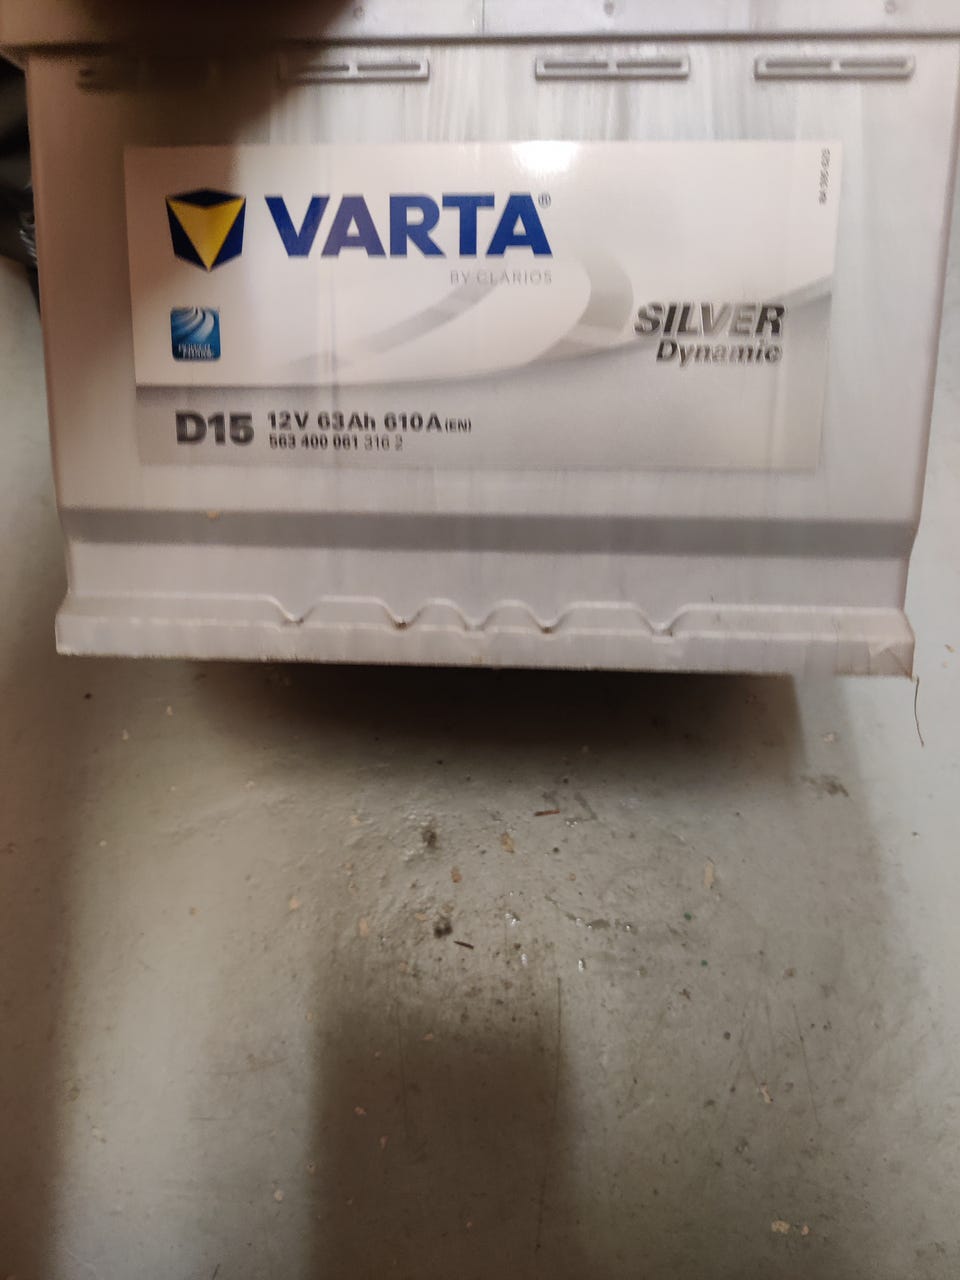 VARTA®
BY CLARIOS
SILVER
Dynamic
D15 12V 63Ah 610A (EN)
563 400 061 316 2